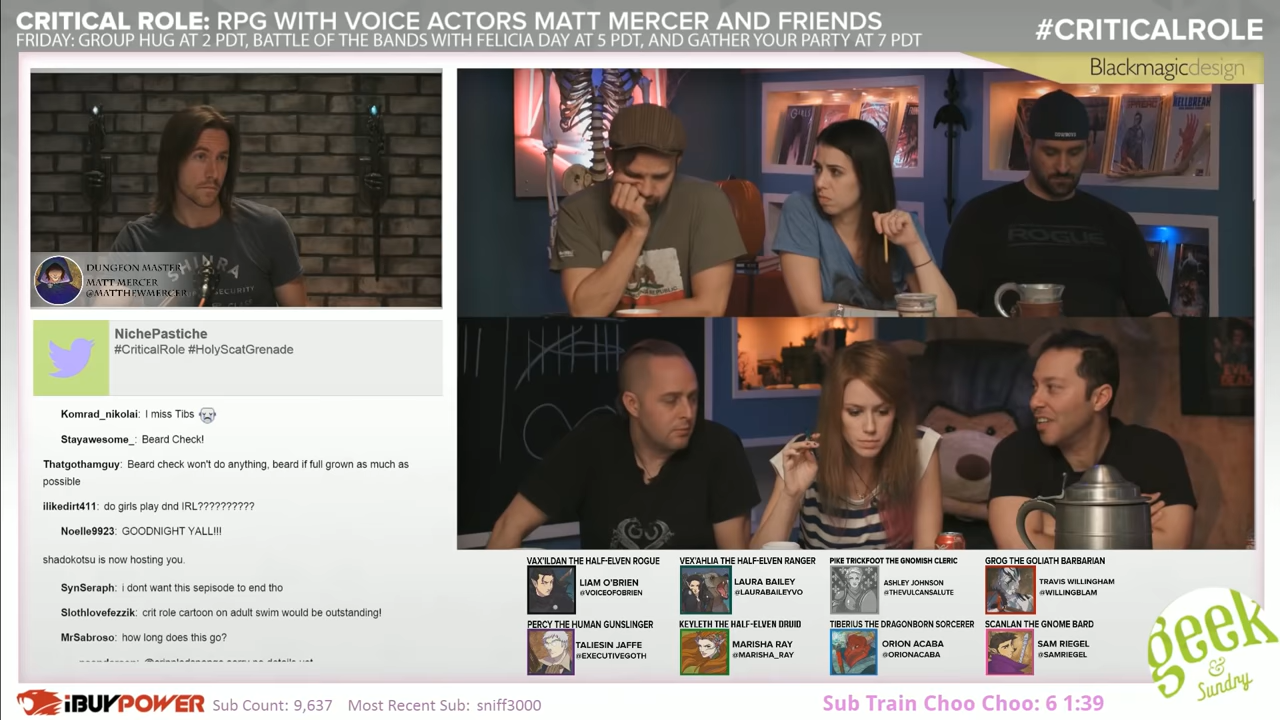 CRITICAL ROLE: RPG WITH VOICE ACTORS MATT MERCER AND FRIENDS
FRIDAY: GROUP HUG AT 2 PDT, BATTLE OF THE BANDS WITH FELICIA DAY AT 5 PDT, AND GATHER YOUR PARTY AT 7 PDT
#CRITICALROLE
Blackmagicdesign
HELLBREAK
ROGUE
SHINRA
SECURITY
DUNGEON MASTER
MATT MERCER
@MATTHEWMERCER
NichePastiche
#CriticalRole #HolyScatGrenade
Komrad_nikolai: I miss Tibs
Stayawesome_: Beard Check!
Thatgothamguy: Beard check won't do anything, beard if full grown as much as
possible
ilikedirt411: do girls play dnd IRL??????????
Noelle9923: GOODNIGHT YALL!!!
shadokotsu is now hosting you.
SynSeraph: i dont want this sepisode to end tho
Slothlovefezzik: crit role cartoon on adult swim would be outstanding!
MrSabroso: how long does this go?
VAX'ILDAN THE HALF-ELVEN ROGUE
LIAM O'BRIEN
@VOICEOFOBRIEN
VEX'AHLIA THE HALF-ELVEN RANGER
LAURA BAILEY
@LAURABAILEYVO
PIKE TRICKFOOT THE GNOMISH CLERIC
ASHLEY JOHNSON
@THEVULCANSALUTE
GROG THE GOLIATH BARBARIAN
TRAVIS WILLINGHAM
@WILLINGBLAM
PERCY THE HUMAN GUNSLINGER
TALIESIN JAFFE
@EXECUTIVEGOTH
KEYLETH THE HALF-ELVEN DRUID
MARISHA RAY
@MARISHA_RAY
TIBERIUS THE DRAGONBORN SORCERER
ORION ACABA
@ORIONACABA
SCANLAN THE GNOME BARD
SAM RIEGEL
@SAMRIEGEL
geek
&
Sundry
iBUYPOWER
Sub Count: 9,637 Most Recent Sub: sniff3000
Sub Train Choo Choo: 6 1:39